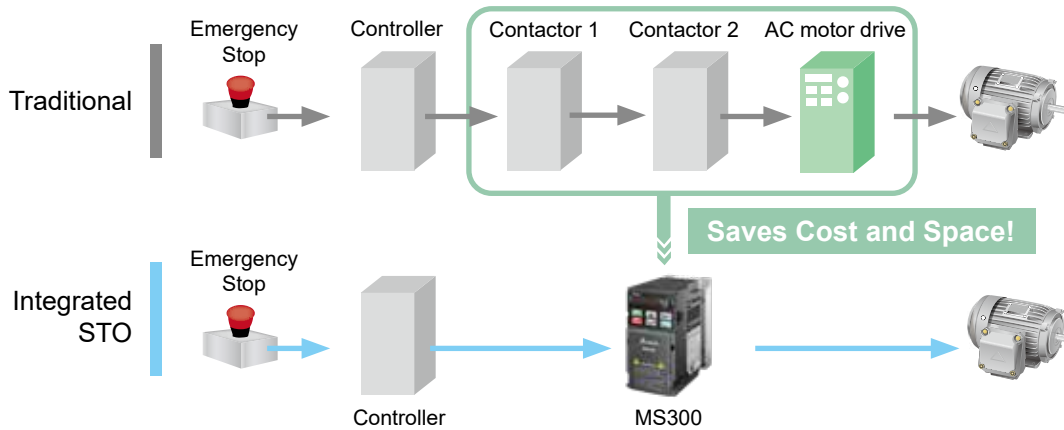 Traditional
Emergency
Stop
Controller
Contactor 1
Contactor 2
AC motor drive
Saves Cost and Space!
Integrated
STO
Emergency
Stop
Controller
MS300